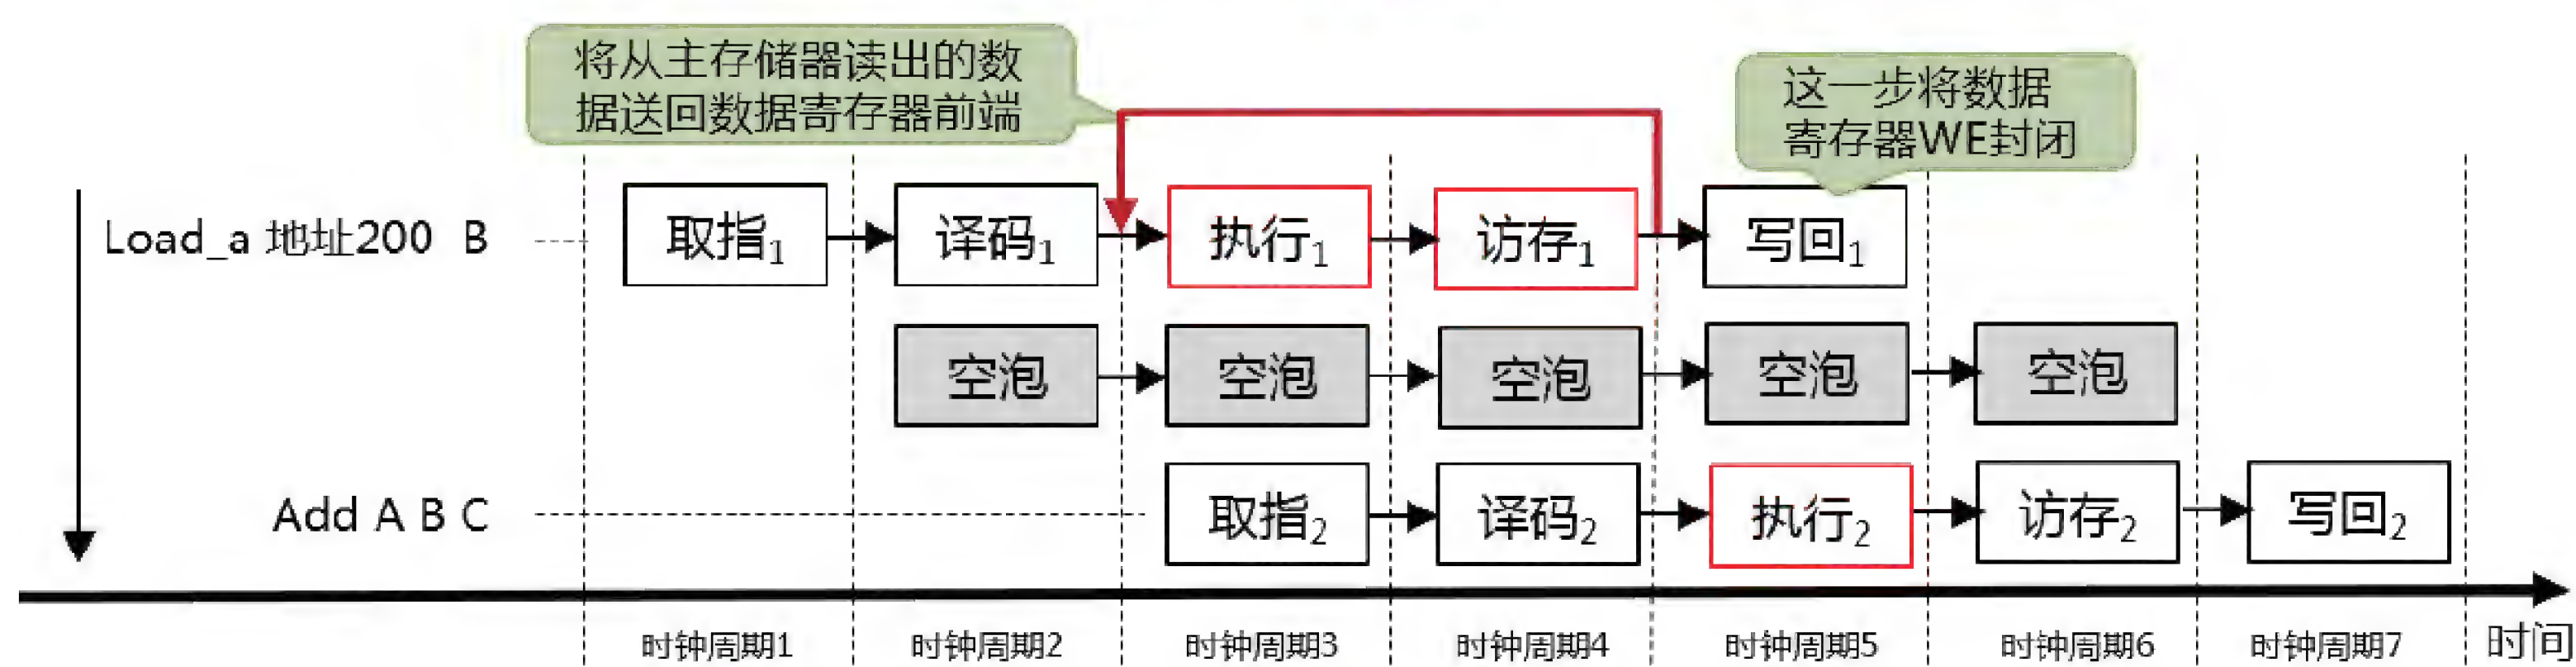 将从主存储器读出的数
据送回数据寄存器前端
这一步将数据
寄存器WE封闭
Load_a 地址200 B
取指1
译码1
执行1
访存1
写回1
空泡
空泡
空泡
空泡
空泡
Add A B C
取指2
译码2
执行2
访存2
写回2
时钟周期1
时钟周期2
时钟周期3
时钟周期4
时钟周期5
时钟周期6
时钟周期7
时间